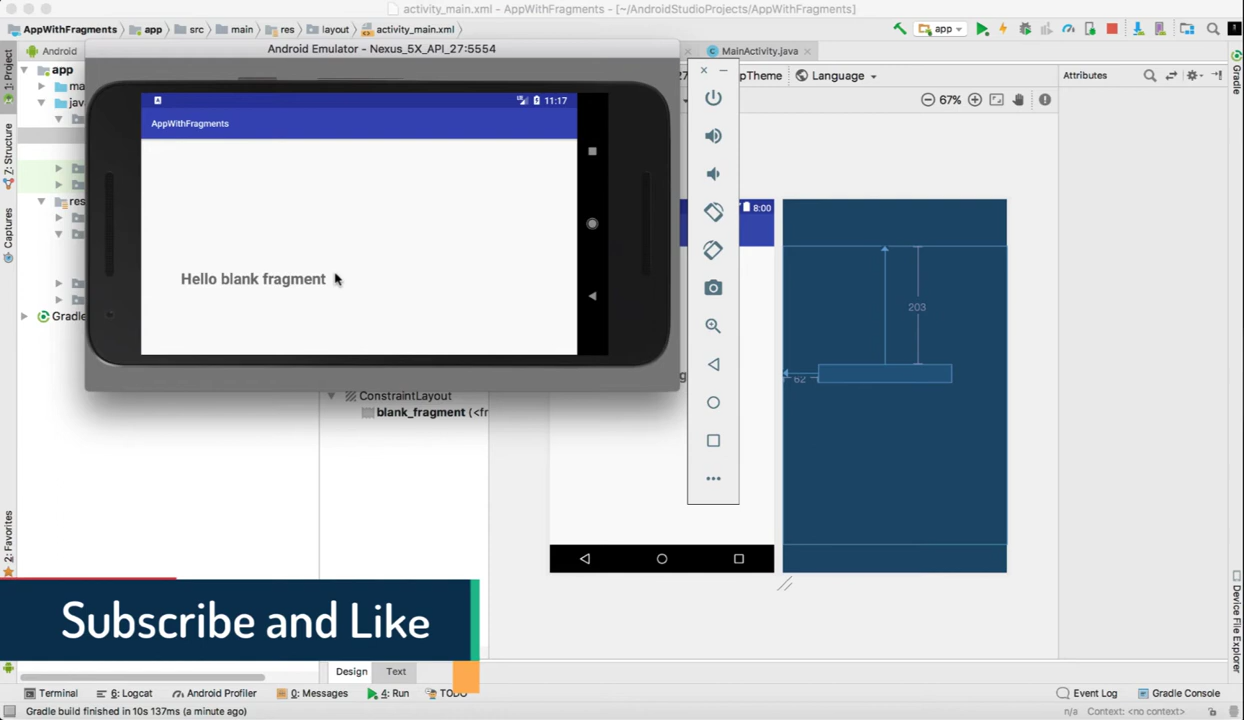 activity_main.xml - AppWithFragments - [~/AndroidStudioProjects/AppWithFragments]
AppWithFragments app src main res layout activity_main.xml app
Android Emulator - Nexus_5X_API_27:5554
1: Project
Android
MainActivity.java
app
AppTheme
Language
Attributes
Gradle
67%
11:17
AppWithFragments
Z: Structure
Captures
res
8:00
203
Hello blank fragment
Gradle
62
ConstraintLayout
blank_fragment (<fr
2: Favorites
Subscribe and Like
Device File Explorer
Design Text
Terminal 6: Logcat Android Profiler 0: Messages 4: Run TODO Event Log Gradle Console
Gradle build finished in 10s 137ms (a minute ago) n/a Context: <no context>